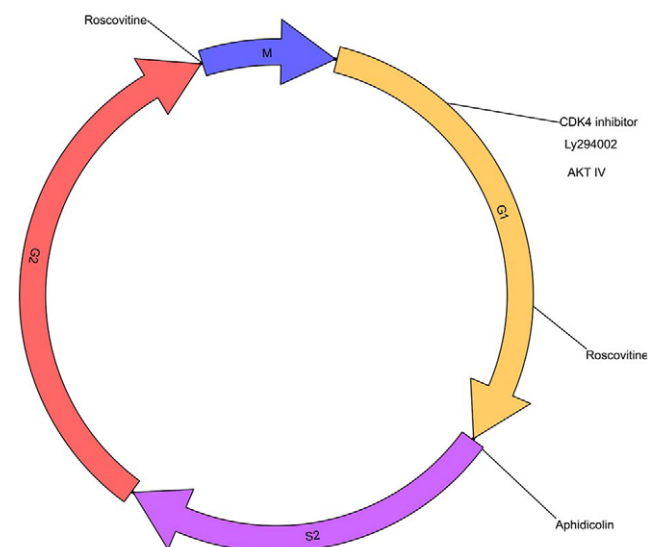 Roscovitine
M
CDK4 inhibitor
Ly294002
AKT IV
G1
G2
Roscovitine
Aphidicolin
S2